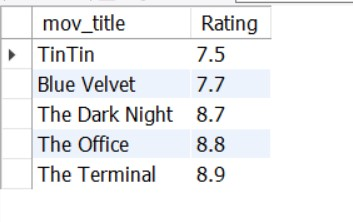 mov_title Rating
TinTin 7.5
Blue Velvet 7.7
The Dark Night 8.7
The Office 8.8
The Terminal 8.9